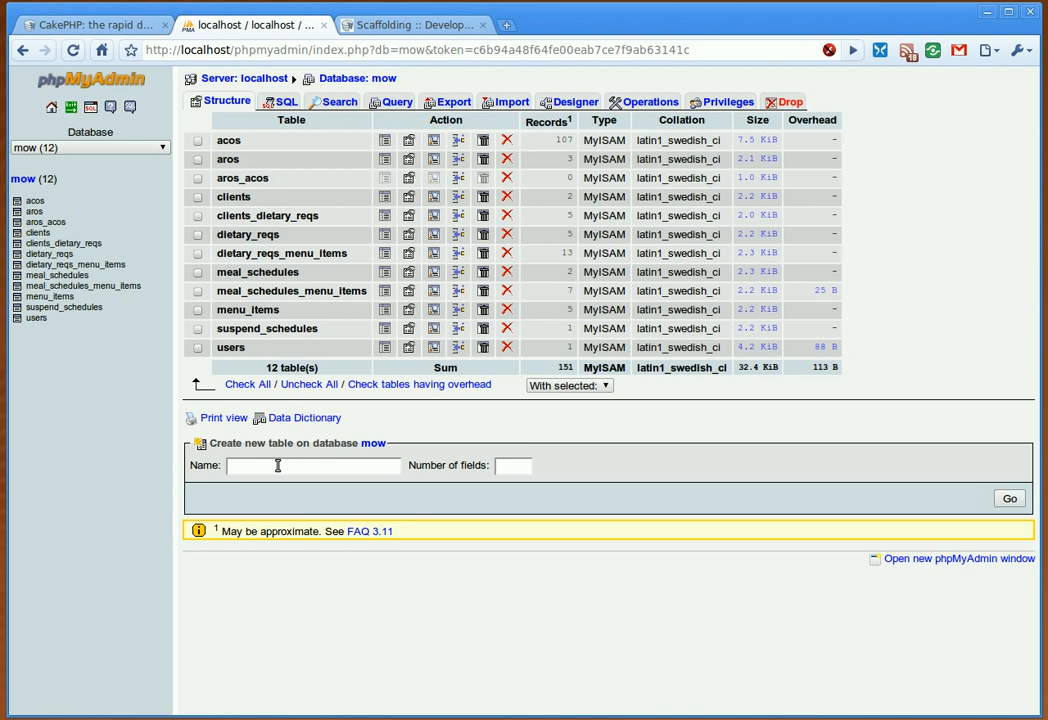 CakePHP: the rapid d...
localhost / localhost / ...
Scaffolding :: Develop...
http://localhost/phpmyadmin/index.php?db=mow&token=c6b94a48f64fe00eab7ce7f9ab63141c
18
phpMyAdmin
SQL
Database
mow (12)
mow (12)
acos
aros
aros_acos
clients
clients_dietary_reqs
dietary_reqs
dietary_reqs_menu_items
meal_schedules
meal_schedules_menu_items
menu_items
suspend_schedules
users
Server: localhost Database: mow
Structure SQL Search Query Export Import Designer Operations Privileges Drop
Table Action Records1 Type Collation Size Overhead
acos 107 MyISAM latin1_swedish_ci 7.5 KiB -
aros 3 MyISAM latin1_swedish_ci 2.1 KiB -
aros_acos 0 MyISAM latin1_swedish_ci 1.0 KiB -
clients 2 MyISAM latin1_swedish_ci 2.2 KiB -
clients_dietary_reqs 5 MyISAM latin1_swedish_ci 2.0 KiB -
dietary_reqs 5 MyISAM latin1_swedish_ci 2.2 KiB -
dietary_reqs_menu_items 13 MyISAM latin1_swedish_ci 2.3 KiB -
meal_schedules 2 MyISAM latin1_swedish_ci 2.3 KiB -
meal_schedules_menu_items 7 MyISAM latin1_swedish_ci 2.2 KiB 25 B
menu_items 5 MyISAM latin1_swedish_ci 2.2 KiB -
suspend_schedules 1 MyISAM latin1_swedish_ci 2.2 KiB -
users 1 MyISAM latin1_swedish_ci 4.2 KiB 88 B
12 table(s) Sum 151 MyISAM latin1_swedish_ci 32.4 KiB 113 B
Check All / Uncheck All / Check tables having overhead With selected:
Print view Data Dictionary
Create new table on database mow
Name: Number of fields:
Go
1 May be approximate. See FAQ 3.11
Open new phpMyAdmin window